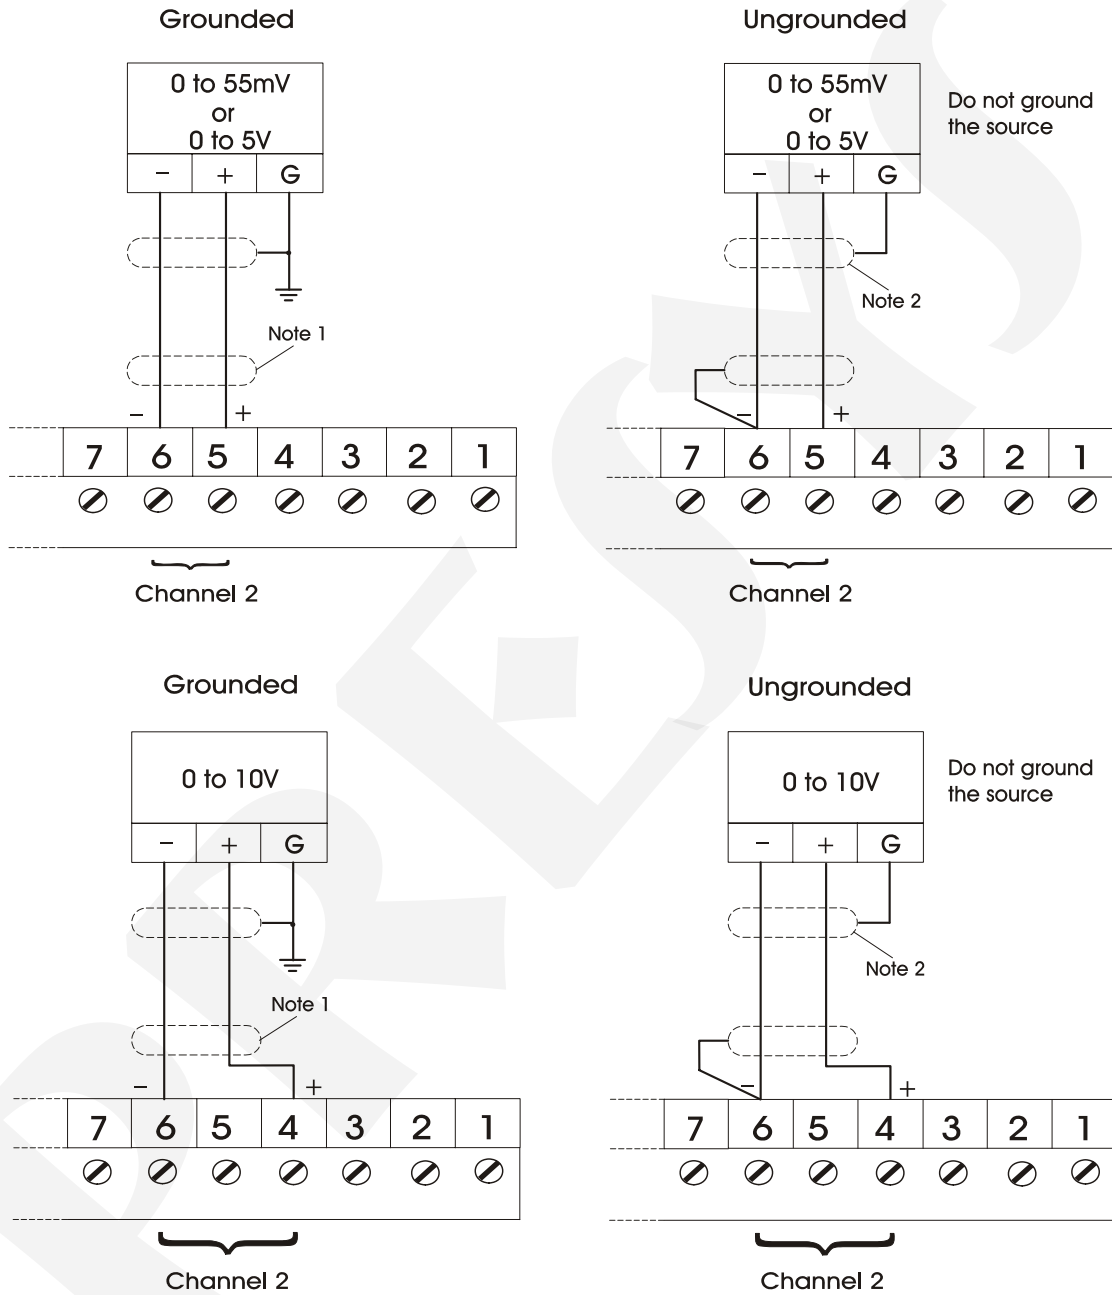 Grounded
0 to 55mV
or
0 to 5V
− + G
Note 1
− +
7 6 5 4 3 2 1
Channel 2
Ungrounded
0 to 55mV
or
0 to 5V
− + G
Do not ground
the source
Note 2
− +
7 6 5 4 3 2 1
Channel 2
Grounded
0 to 10V
− + G
Note 1
− +
7 6 5 4 3 2 1
Channel 2
Ungrounded
0 to 10V
− + G
Do not ground
the source
Note 2
− +
7 6 5 4 3 2 1
Channel 2
PRESYS